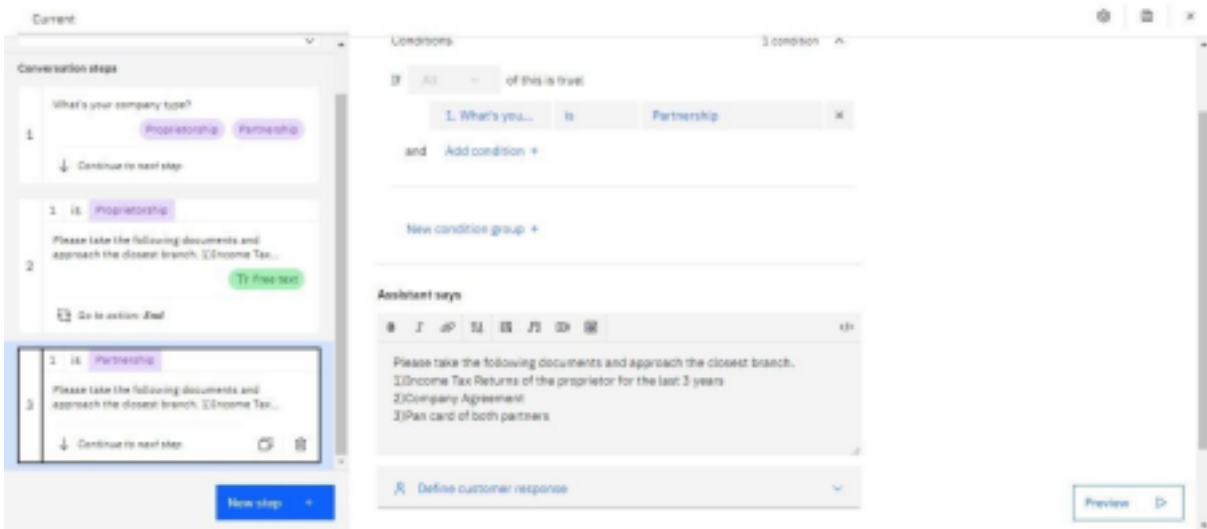 Current
Conversation steps
1
What's your company type?
Proprietorship Partnership
Continue to next step
2
1 is Proprietorship
Please take the following documents and
approach the closest branch. 1)Income Tax...
Free text
Go to action: End
3
1 is Partnership
Please take the following documents and
approach the closest branch. 1)Income Tax...
Continue to next step
New step +
Conditions
1 condition
If All of this is true:
1. What's you... is Partnership
and Add condition +
New condition group +
Assistant says
Please take the following documents and approach the closest branch.
1)Income Tax Returns of the proprietor for the last 3 years
2)Company Agreement
3)Pan card of both partners
Define customer response
Preview